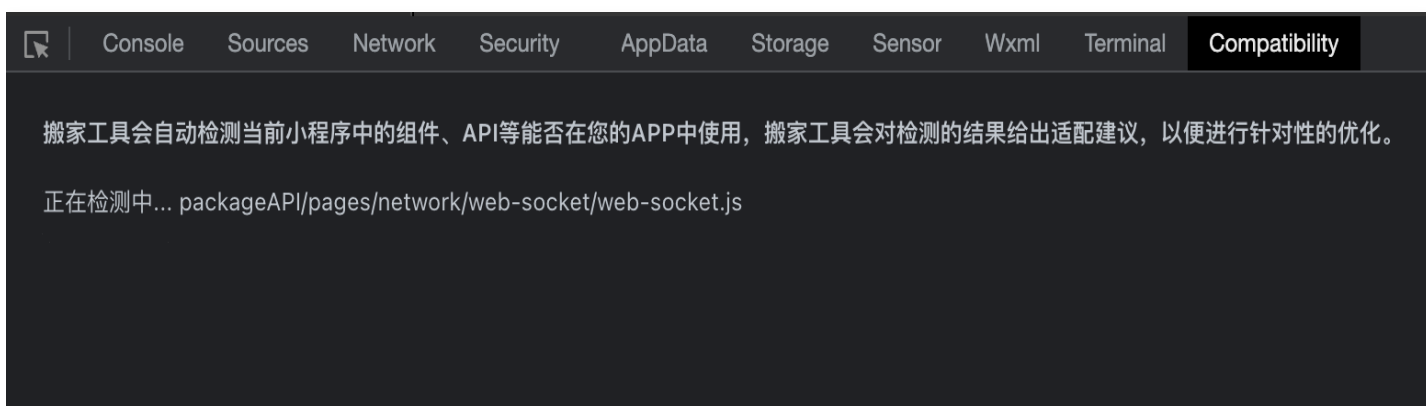 Console Sources Network Security AppData Storage Sensor Wxml Terminal Compatibility
搬家工具会自动检测当前小程序中的组件、API等能否在您的APP中使用，搬家工具会对检测的结果给出适配建议，以便进行针对性的优化。
正在检测中... packageAPI/pages/network/web-socket/web-socket.js